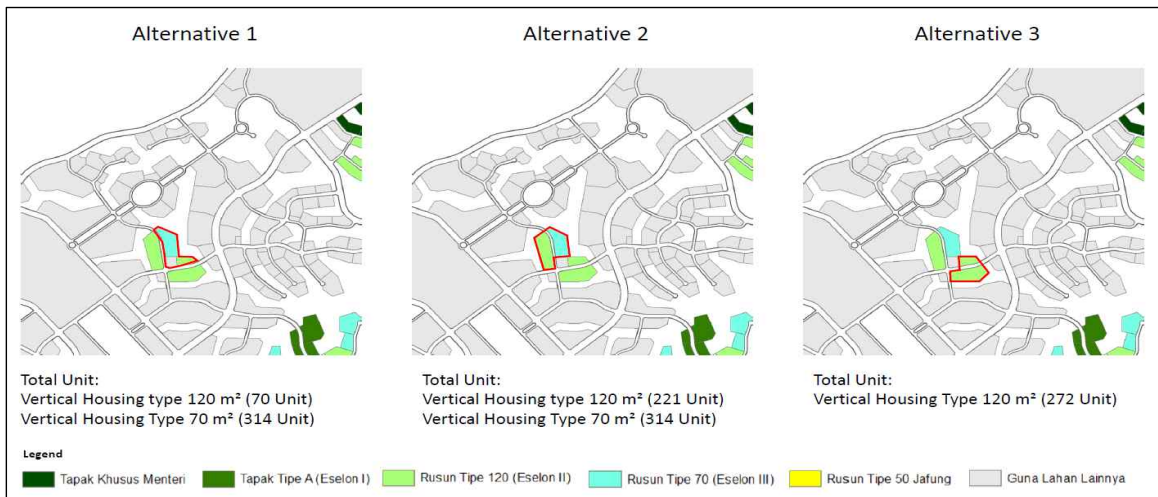 Alternative 1
Alternative 2
Alternative 3
Total Unit:
Vertical Housing type 120 m² (70 Unit)
Vertical Housing Type 70 m² (314 Unit)
Total Unit:
Vertical Housing type 120 m² (221 Unit)
Vertical Housing Type 70 m² (314 Unit)
Total Unit:
Vertical Housing Type 120 m² (272 Unit)
Legend
Tapak Khusus Menteri
Tapak Tipe A (Eselon I)
Rusun Tipe 120 (Eselon II)
Rusun Tipe 70 (Eselon III)
Rusun Tipe 50 Jafung
Guna Lahan Lainnya